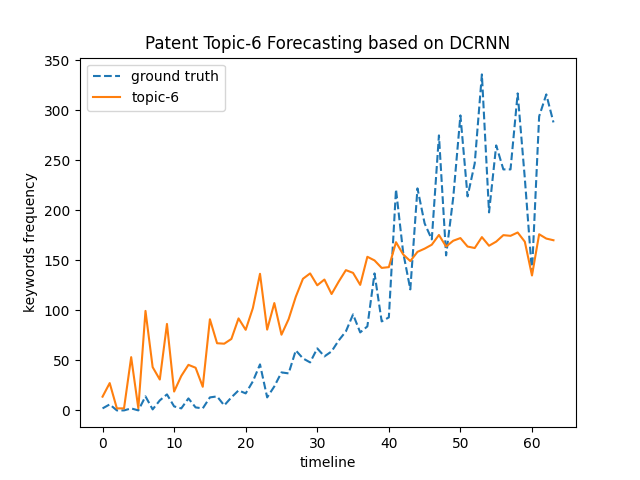 Patent Topic-6 Forecasting based on DCRNN
ground truth
topic-6
keywords frequency
350
300
250
200
150
100
50
0
0 10 20 30 40 50 60
timeline